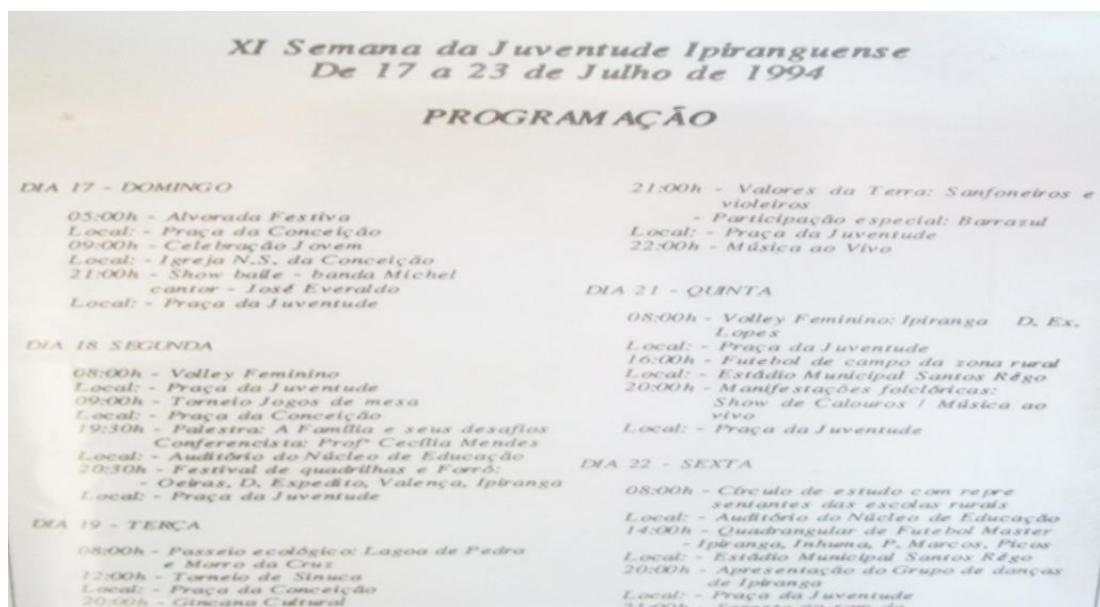 XI Semana da Juventude Ipiranguense
De 17 a 23 de Julho de 1994
PROGRAMAÇÃO
DIA 17 - DOMINGO
05:00h - Alvorada Festiva
Local: - Praça da Conceição
09:00h - Celebração Jovem
Local: - Igreja N.S. da Conceição
21:00h - Show baile - banda Michel
cantor - José Everaldo
Local: - Praça da Juventude
DIA 18 SEGUNDA
08:00h - Volley Feminino
Local: - Praça da Juventude
09:00h - Torneio Jogos de mesa
Local: - Praça da Conceição
19:30h - Palestra: A Família e seus desafios
Conferencista: Profª Cecília Mendes
Local: - Auditório do Núcleo de Educação
20:30h - Festival de quadrilhas e Forró:
- Oeiras, D. Expedito, Valença, Ipiranga
Local: - Praça da Juventude
DIA 19 - TERÇA
08:00h - Passeio ecológico: Lagoa de Pedra
e Morro da Cruz
12:00h - Torneio de Sinuca
Local: - Praça da Conceição
20:00h - Gincana Cultural
21:00h - Valores da Terra: Sanfoneiros e
violeiros
- Participação especial: Barrazul
Local: - Praça da Juventude
22:00h - Música ao Vivo
DIA 21 - QUINTA
08:00h - Volley Feminino: Ipiranga D. Ex.
Lopes
Local: - Praça da Juventude
16:00h - Futebol de campo da zona rural
Local: - Estádio Municipal Santos Rêgo
20:00h - Manifestações folclóricas:
Show de Calouros / Música ao
vivo
Local: - Praça da Juventude
DIA 22 - SEXTA
08:00h - Círculo de estudo com repre
sentantes das escolas rurais
Local: - Auditório do Núcleo de Educação
14:00h - Quadrangular de Futebol Master
- Ipiranga, Inhuma, P. Marcos, Picos
Local: - Estádio Municipal Santos Rêgo
20:00h - Apresentação do Grupo de danças
de Ipiranga
Local: - Praça da Juventude